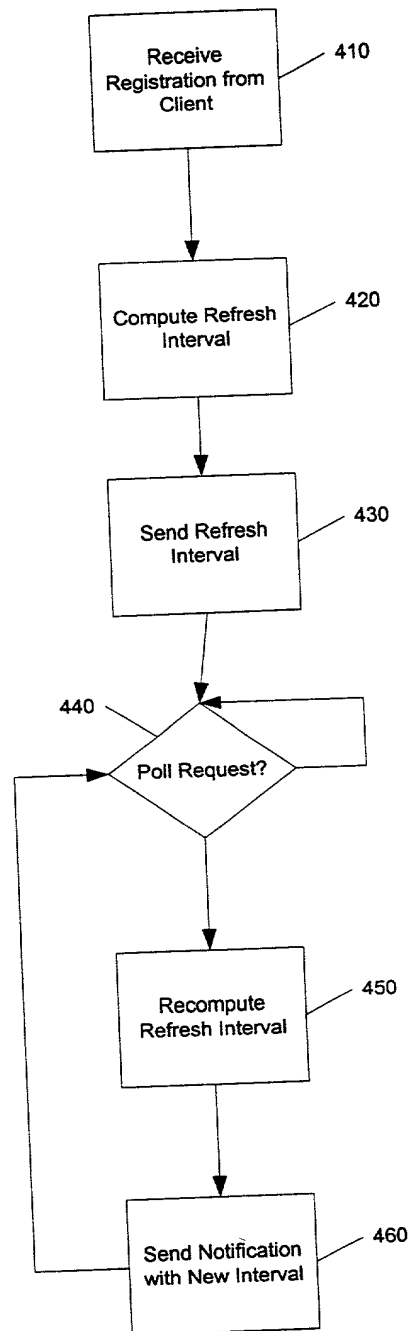 Receive
Registration from
Client
410
Compute Refresh
Interval
420
Send Refresh
Interval
430
440
Poll Request?
Recompute
Refresh Interval
450
Send Notification
with New Interval
460